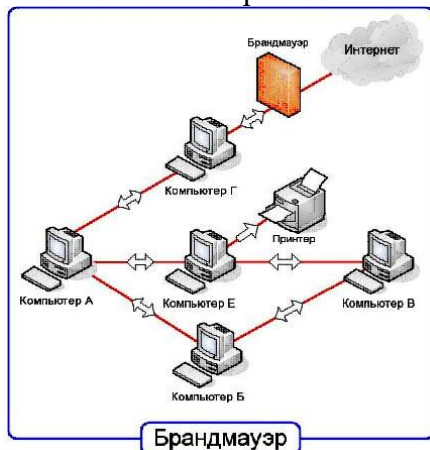 Брандмауэр
Интернет
Компьютер Г
Принтер
Компьютер А
Компьютер Е
Компьютер В
Компьютер Б
Брандмауэр